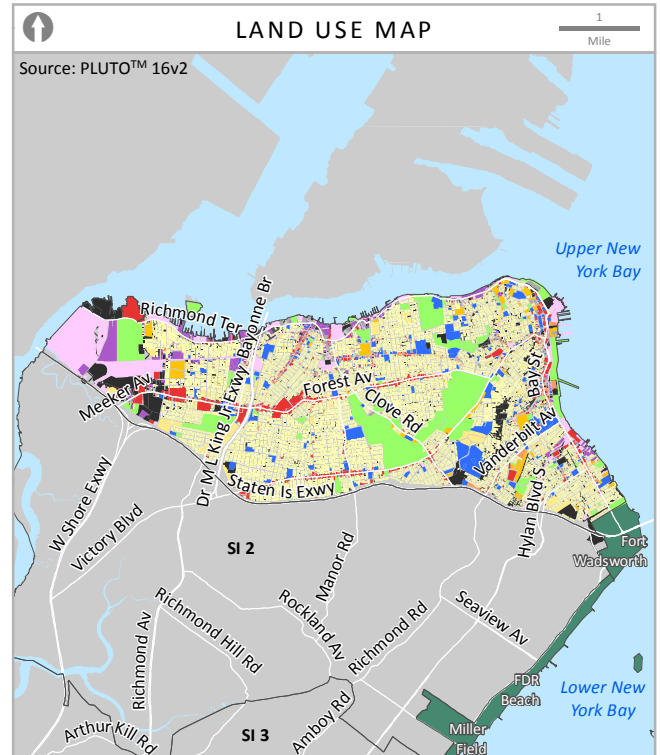 LAND USE MAP
1
Mile
Source: PLUTO™ 16v2
Upper New
York Bay
Richmond Ter
Bayonne Br
Meeker Av
Forest Av
Bay St
Clove Rd
Dr M L King Jr Exwy
Vanderbilt Av
Staten Is Exwy
W Shore Exwy
Victory Blvd
Hylan Blvd S
Fort
Wadsworth
SI 2
Manor Rd
Richmond Hill Rd
Rockland Av
Richmond Rd
Seaview Av
Richmond Av
FDR
Beach
Lower New
York Bay
Arthur Kill Rd
SI 3
Amboy Rd
Miller
Field